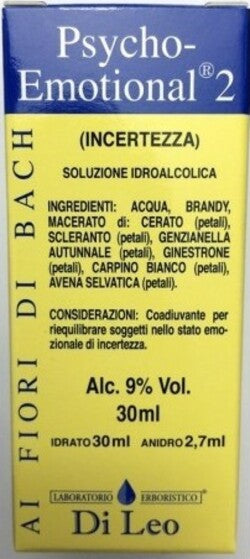 Psycho-
Emotional® 2
AI FIORI DI BACH
(INCERTEZZA)
SOLUZIONE IDROALCOLICA
INGREDIENTI: ACQUA, BRANDY,
MACERATO di: CERATO (petali),
SCLERANTO (petali), GENZIANELLA
AUTUNNALE (petali), GINESTRONE
(petali), CARPINO BIANCO (petali),
AVENA SELVATICA (petali).
CONSIDERAZIONI: Coadiuvante per
riequilibrare soggetti nello stato emo-
zionale di incertezza.
Alc. 9% Vol.
30ml
IDRATO 30 ml ANIDRO 2,7ml
LABORATORIO ERBORISTICO®
Di Leo